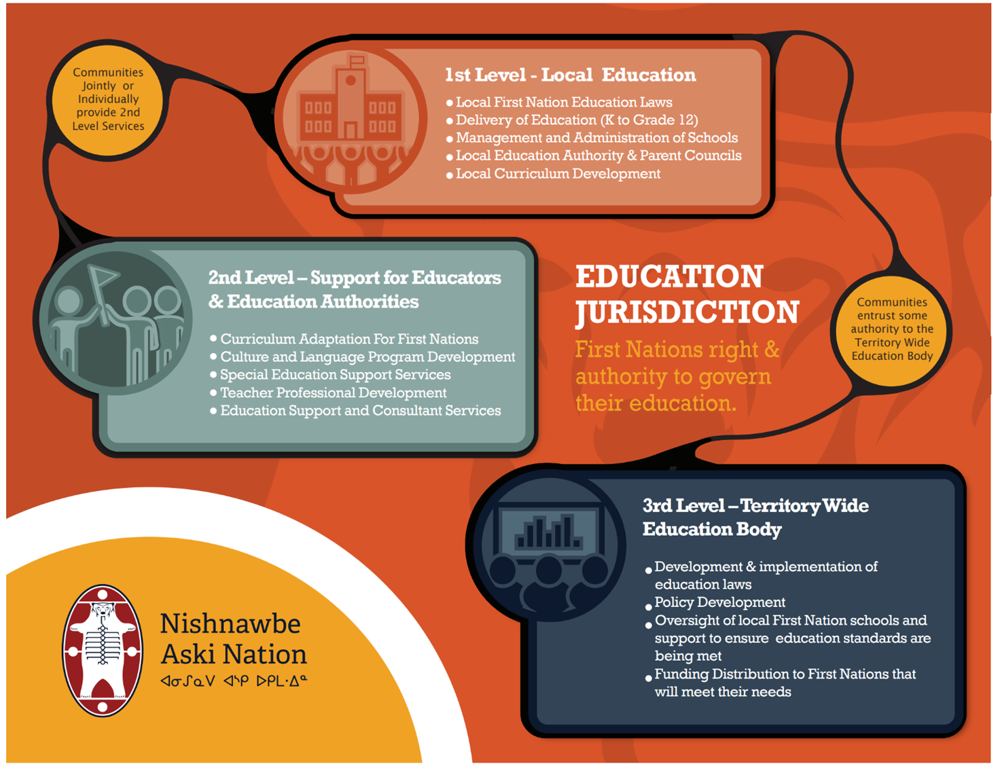 Communities
Jointly or
Individually
provide 2nd
Level Services
1st Level - Local Education
• Local First Nation Education Laws
• Delivery of Education (K to Grade 12)
• Management and Administration of Schools
• Local Education Authority & Parent Councils
• Local Curriculum Development
2nd Level – Support for Educators
& Education Authorities
• Curriculum Adaptation For First Nations
• Culture and Language Program Development
• Special Education Support Services
• Teacher Professional Development
• Education Support and Consultant Services
EDUCATION
JURISDICTION
First Nations right &
authority to govern
their education.
Communities
entrust some
authority to the
Territory Wide
Education Body
3rd Level – Territory Wide
Education Body
• Development & implementation of
education laws
• Policy Development
• Oversight of local First Nation schools and
support to ensure education standards are
being met
• Funding Distribution to First Nations that
will meet their needs
Nishnawbe
Aski Nation
ᐊᓂᔑᓇᐯ ᐊᔅᑭ ᐅᑭᒪᐧᐃᐣ